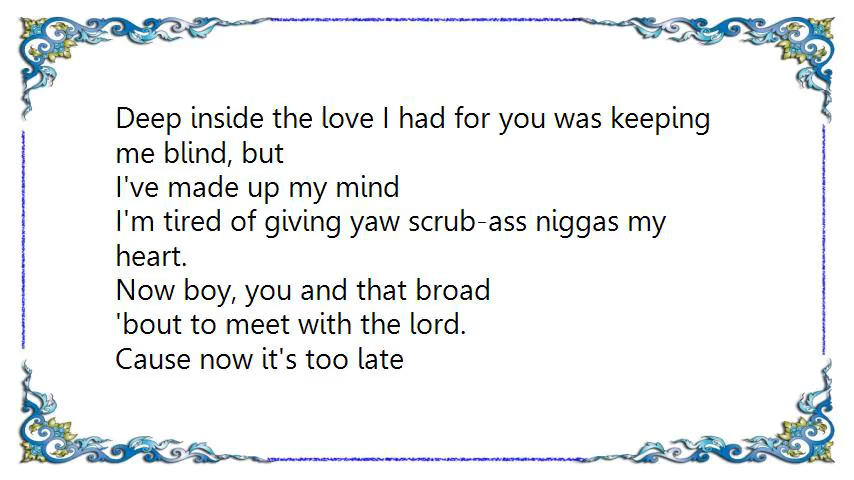 Deep inside the love I had for you was keeping
me blind, but
I've made up my mind
I'm tired of giving yaw scrub-ass niggas my
heart.
Now boy, you and that broad
'bout to meet with the lord.
Cause now it's too late